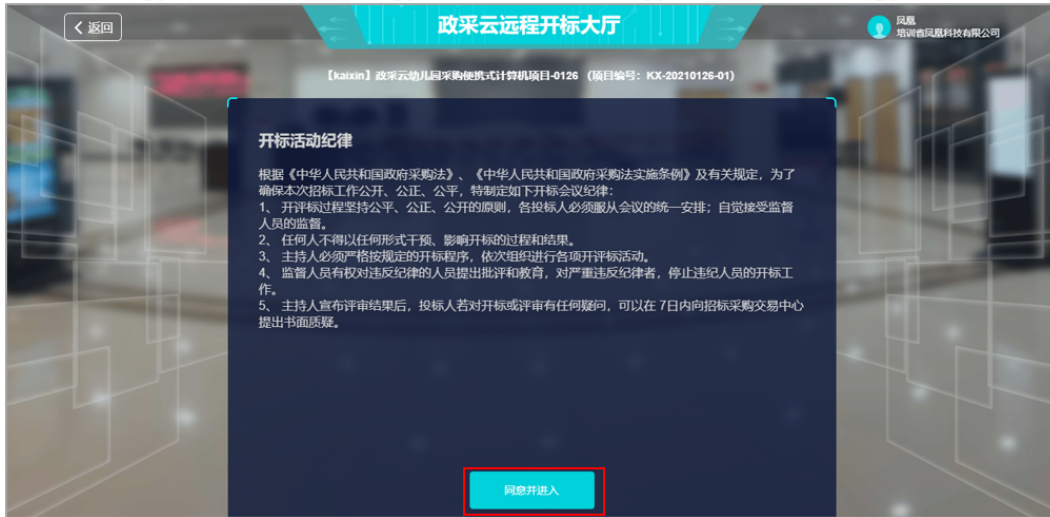 返回
政采云远程开标大厅
凤凰
培训省凤凰科技有限公司
【kaixin】政采云幼儿园采购便携式计算机项目-0126 (项目编号: KX-20210126-01)
开标活动纪律
根据《中华人民共和国政府采购法》、《中华人民共和国政府采购法实施条例》及有关规定，为了
确保本次招标工作公开、公正、公平，特制定如下开标会议纪律：
1、 开评标过程坚持公平、公正、公开的原则，各投标人必须服从会议的统一安排；自觉接受监督
人员的监督。
2、 任何人不得以任何形式干预、影响开标的过程和结果。
3、 主持人必须严格按规定的开标程序，依次组织进行各项开评标活动。
4、 监督人员有权对违反纪律的人员提出批评和教育，对严重违反纪律者，停止违纪人员的开标工
作。
5、 主持人宣布评审结果后，投标人若对开标或评审有任何疑问，可以在 7日内向招标采购交易中心
提出书面质疑。
同意并进入